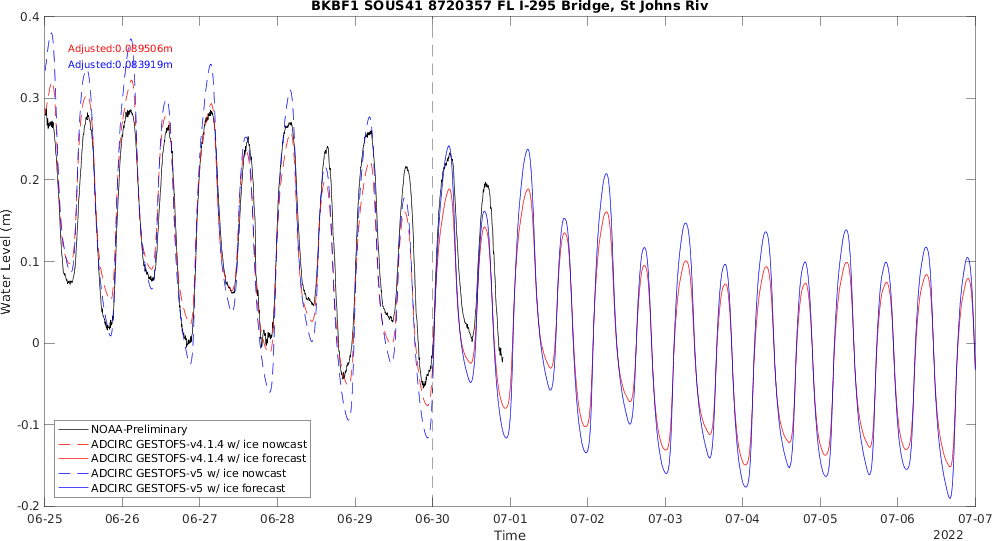 BKBF1 SOUS41 8720357 FL I-295 Bridge, St Johns Riv
0.4
Adjusted:0.089506m
Adjusted:0.083919m
0.3
0.2
0.1
0
-0.1
-0.2
Water Level (m)
NOAA-Preliminary
ADCIRC GESTOFS-v4.1.4 w/ ice nowcast
ADCIRC GESTOFS-v4.1.4 w/ ice forecast
ADCIRC GESTOFS-v5 w/ ice nowcast
ADCIRC GESTOFS-v5 w/ ice forecast
06-25 06-26 06-27 06-28 06-29 06-30 07-01 07-02 07-03 07-04 07-05 07-06 07-07
Time
2022